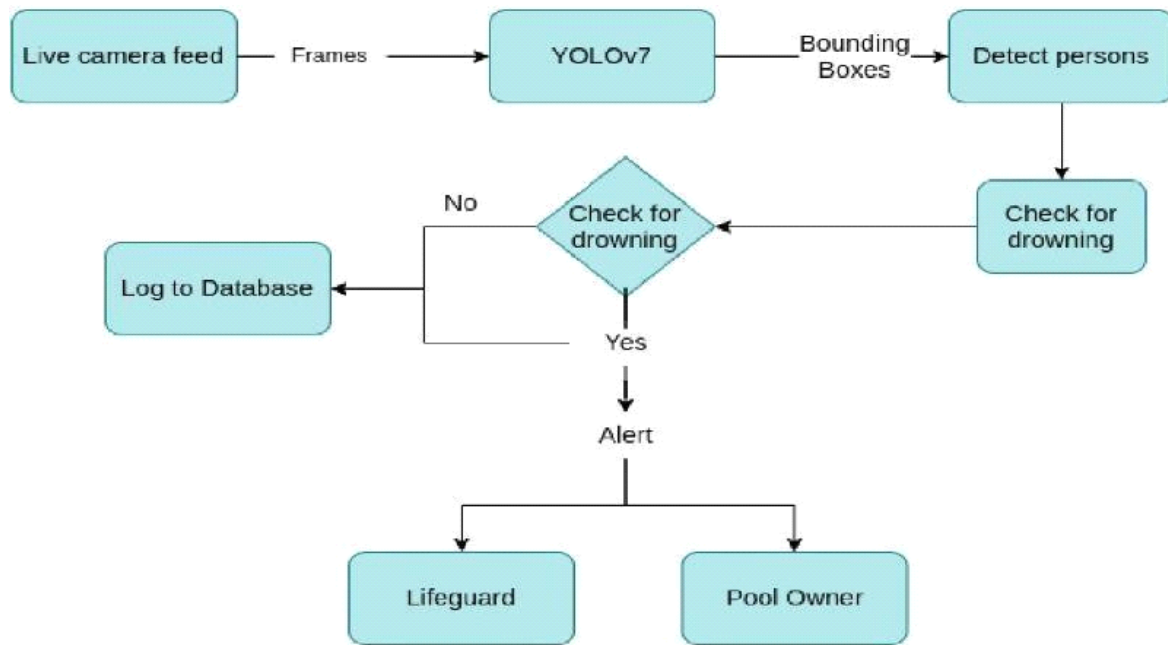 Live camera feed
Frames
YOLOv7
Bounding
Boxes
Detect persons
Check for
drowning
Check for
drowning
No
Log to Database
Yes
Alert
Lifeguard
Pool Owner